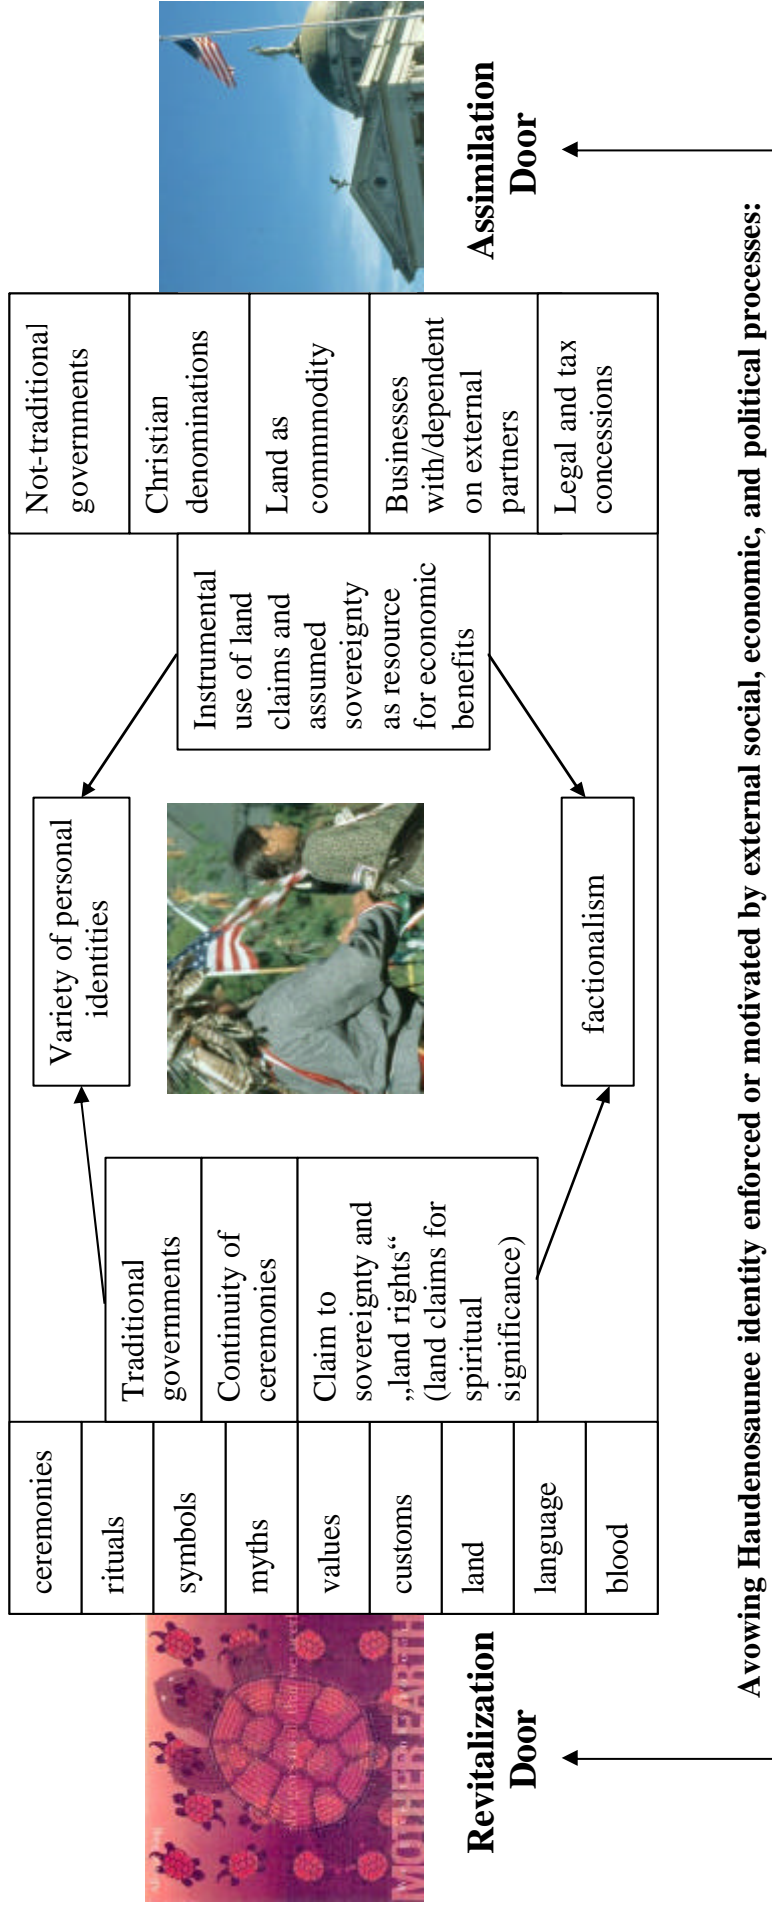 ceremonies
rituals
symbols
myths
values
customs
land
language
blood
Traditional
governments
Continuity of
ceremonies
Claim to
sovereignty and
„land rights“
(land claims for
spiritual
significance)
Variety of personal
identities
factionalism
Instrumental
use of land
claims and
assumed
sovereignty
as resource
for economic
benefits
Not-traditional
governments
Christian
denominations
Land as
commmodity
Businesses
with/dependent
on external
partners
Legal and tax
concessions
MOTHER EARTH
Revitalization
Door
Assimilation
Door
Avowing Haudenosaunee identity enforced or motivated by external social, economic, and political processes: